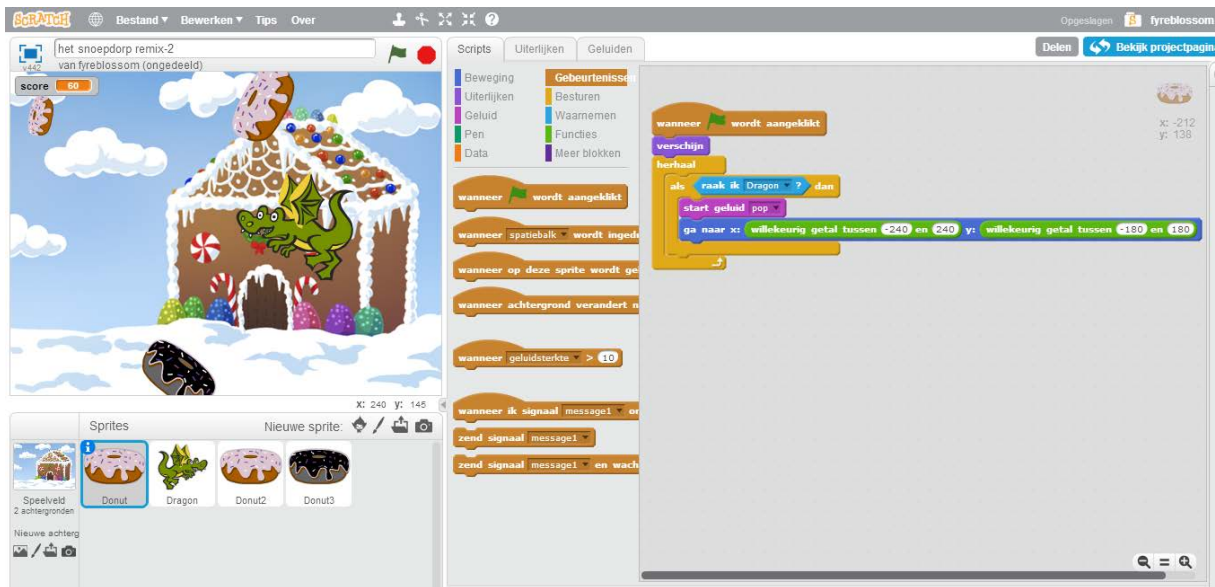 SCRATCH Bestand Bewerken Tips Over Opgeslagen fyreblossom
het snoepdorp remix-2
v442 van fyreblossom (ongedeeld)
Scripts Uiterlijken Geluiden
Delen Bekijk projectpagin
score 60
Beweging Gebeurtenissen
Uiterlijken Besturen
Geluid Waarnemen
Pen Functies
Data Meer blokken
wanneer wordt aangeklikt
wanneer spatiebalk wordt ingedr
wanneer op deze sprite wordt ge
wanneer achtergrond verandert n
wanneer geluidsterkte > 10
wanneer ik signaal message1 on
zend signaal message1
zend signaal message1 en wach
wanneer wordt aangeklikt
verschijn
herhaal
als raak ik Dragon ? dan
start geluid pop
ga naar x: willekeurig getal tussen -240 en 240 y: willekeurig getal tussen -180 en 180
x: -212
y: 138
X: 240 y: 145
Sprites Nieuwe sprite:
Speelveld
2 achtergronden
Donut Dragon Donut2 Donut3
Nieuwe achterg